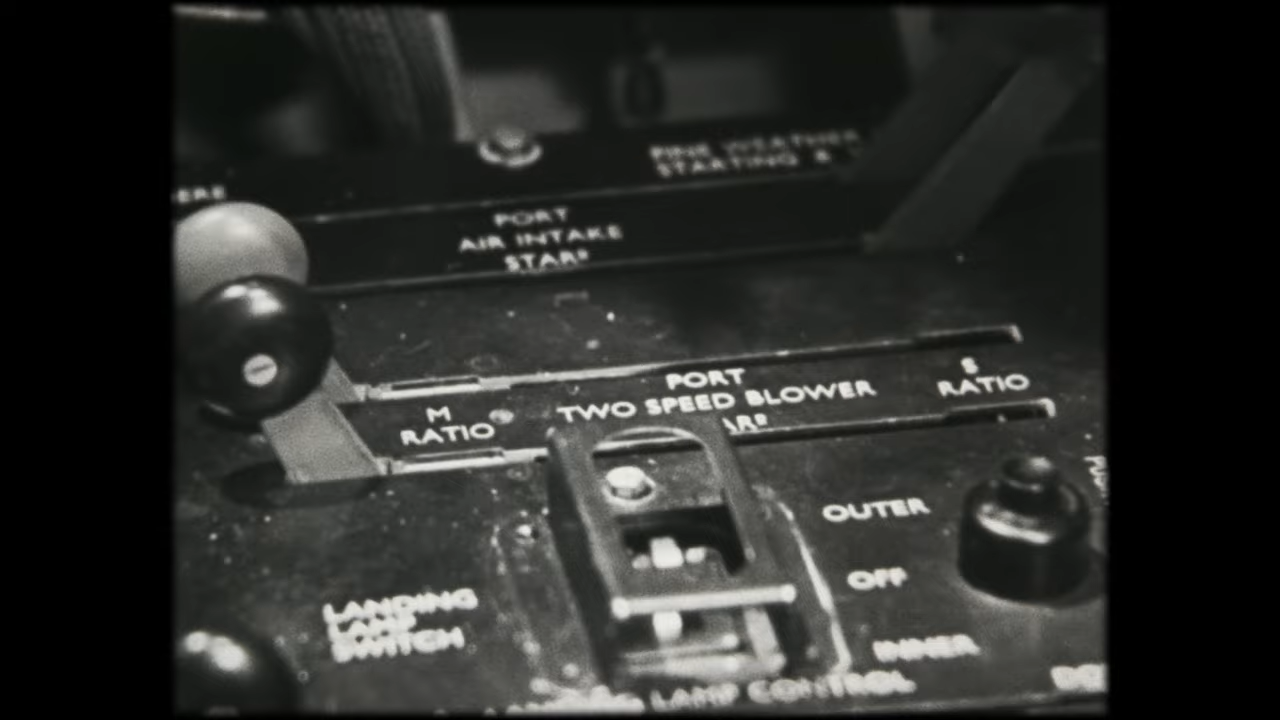 FINE WEATHER
STARTING
PORT
AIR INTAKE
STARD
PORT
TWO SPEED BLOWER
M
RATIO
S
RATIO
OUTER
OFF
INNER
LANDING
LAMP
SWITCH
LAMP CONTROL